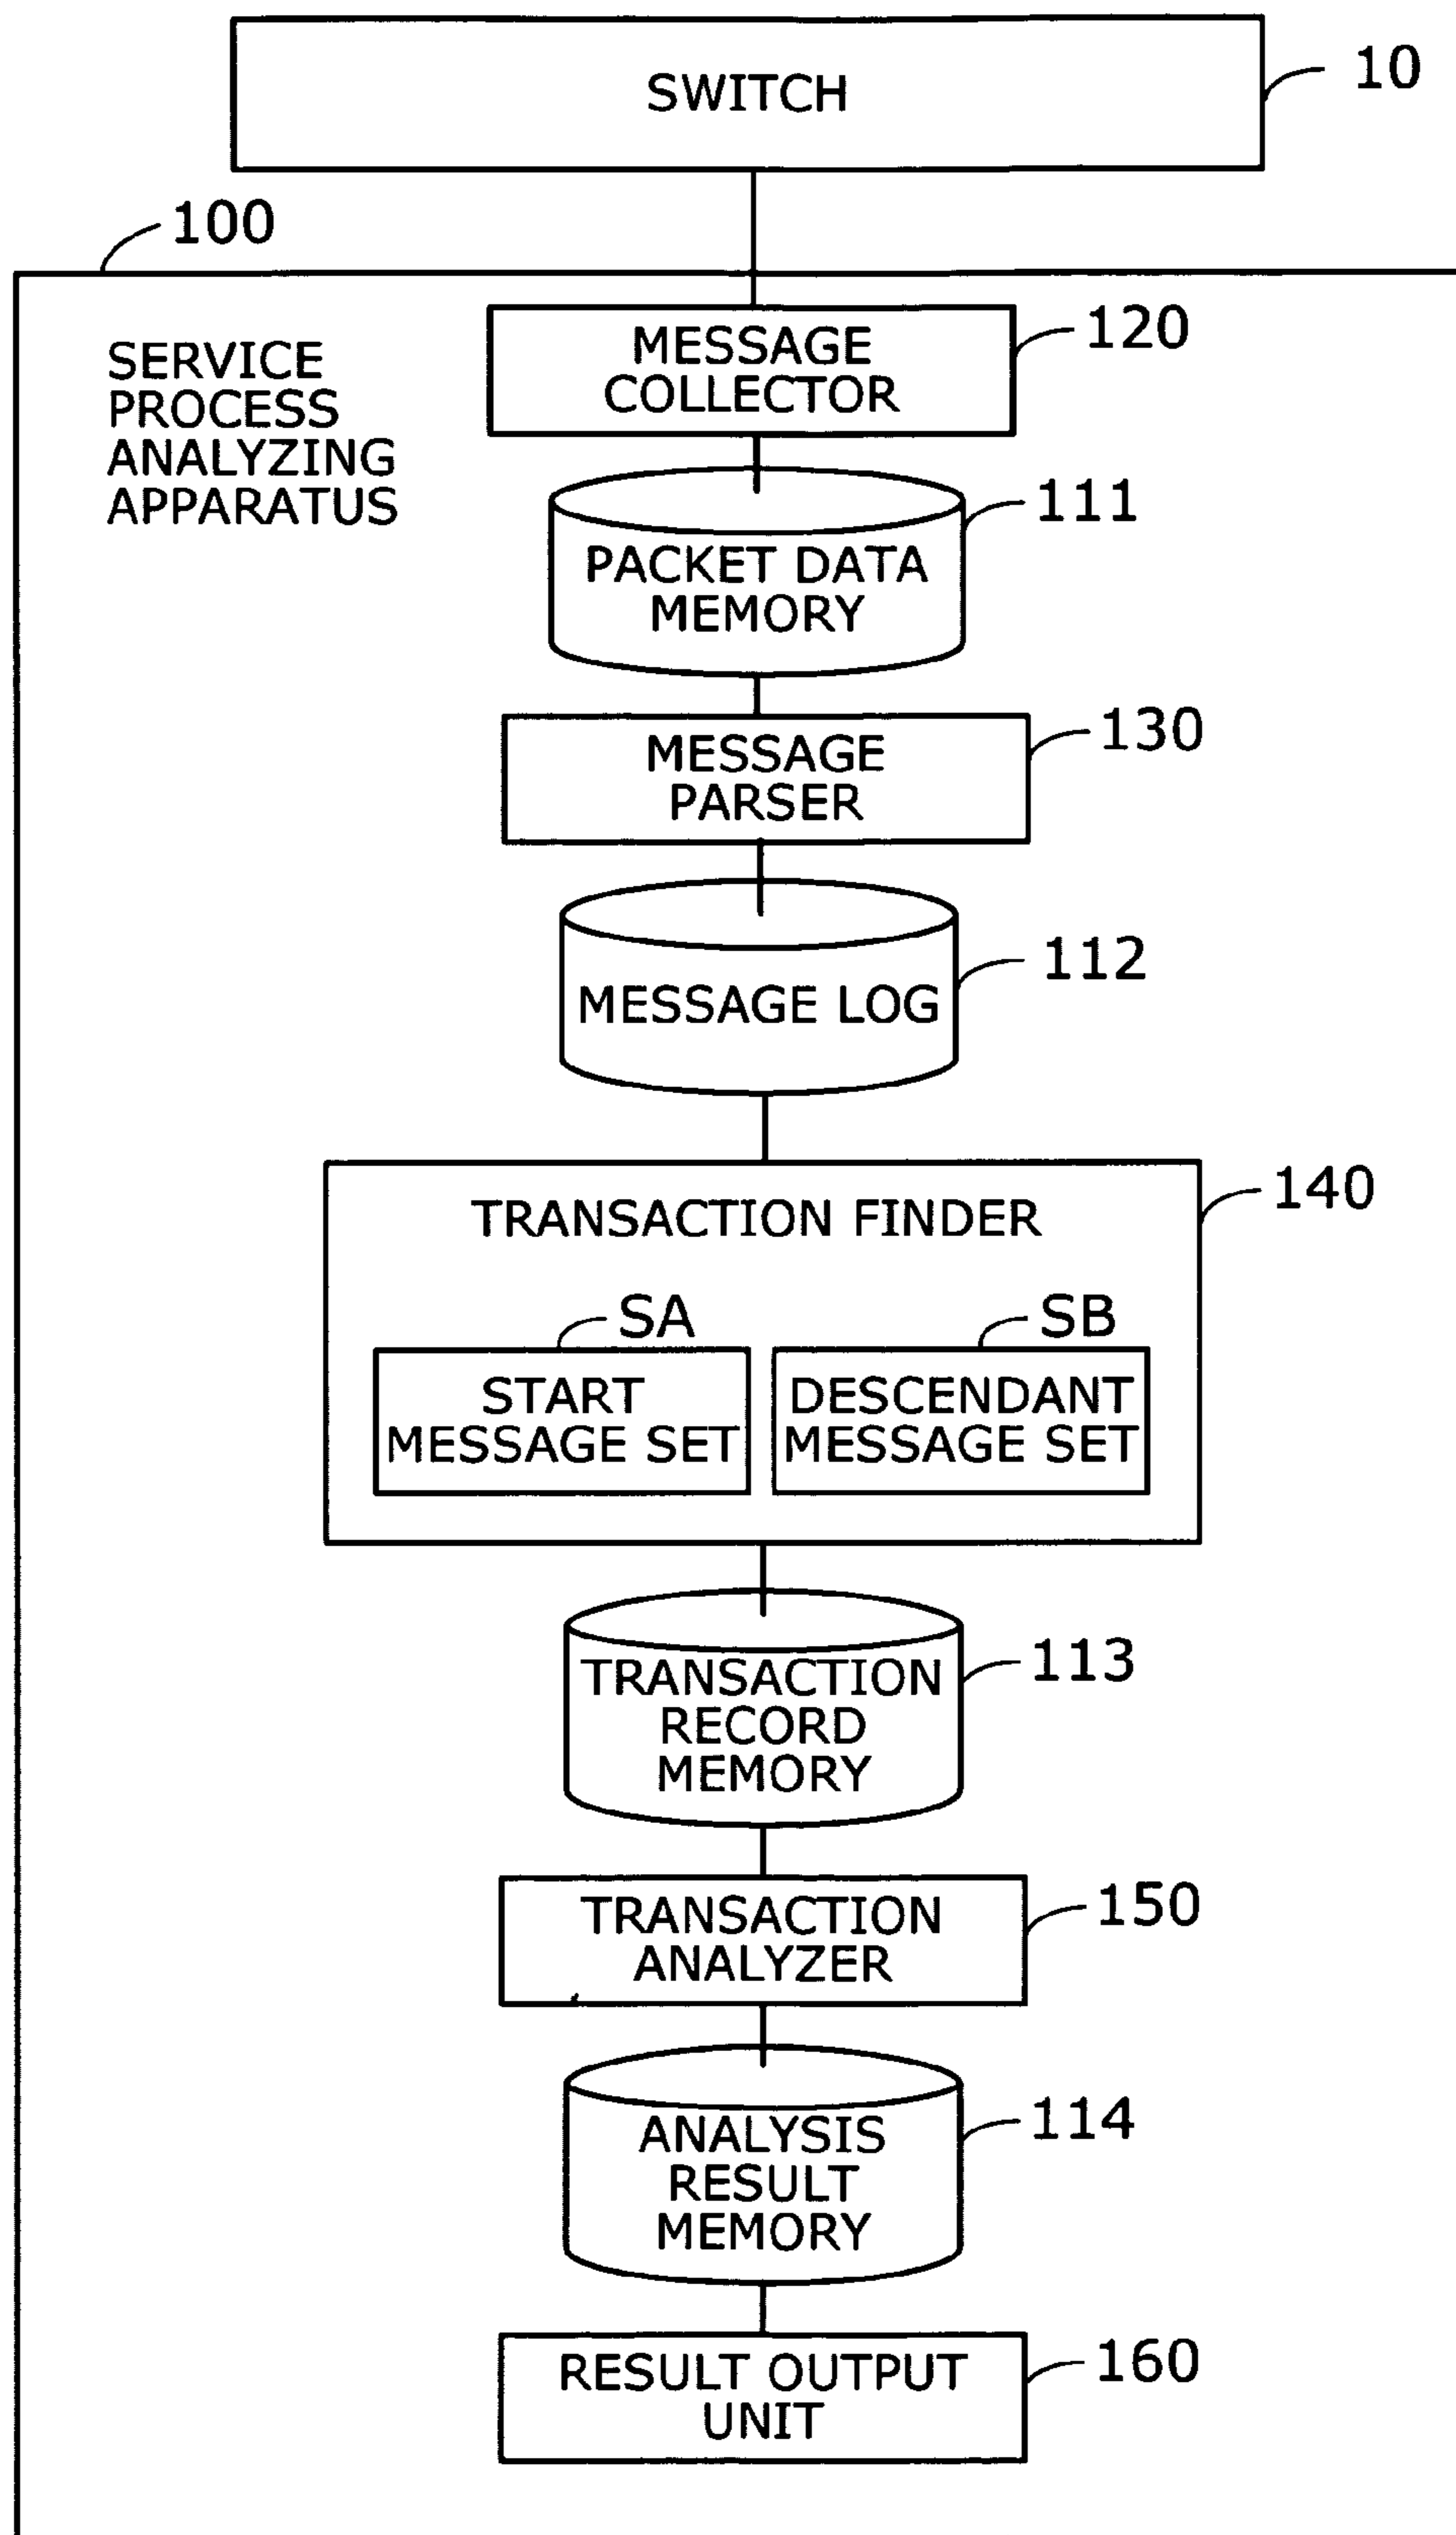 SWITCH
10
100
SERVICE
PROCESS
ANALYZING
APPARATUS
MESSAGE
COLLECTOR
120
PACKET DATA
MEMORY
111
MESSAGE
PARSER
130
MESSAGE LOG
112
TRANSACTION FINDER
140
SA
START
MESSAGE SET
SB
DESCENDANT
MESSAGE SET
TRANSACTION
RECORD
MEMORY
113
TRANSACTION
ANALYZER
150
ANALYSIS
RESULT
MEMORY
114
RESULT OUTPUT
UNIT
160